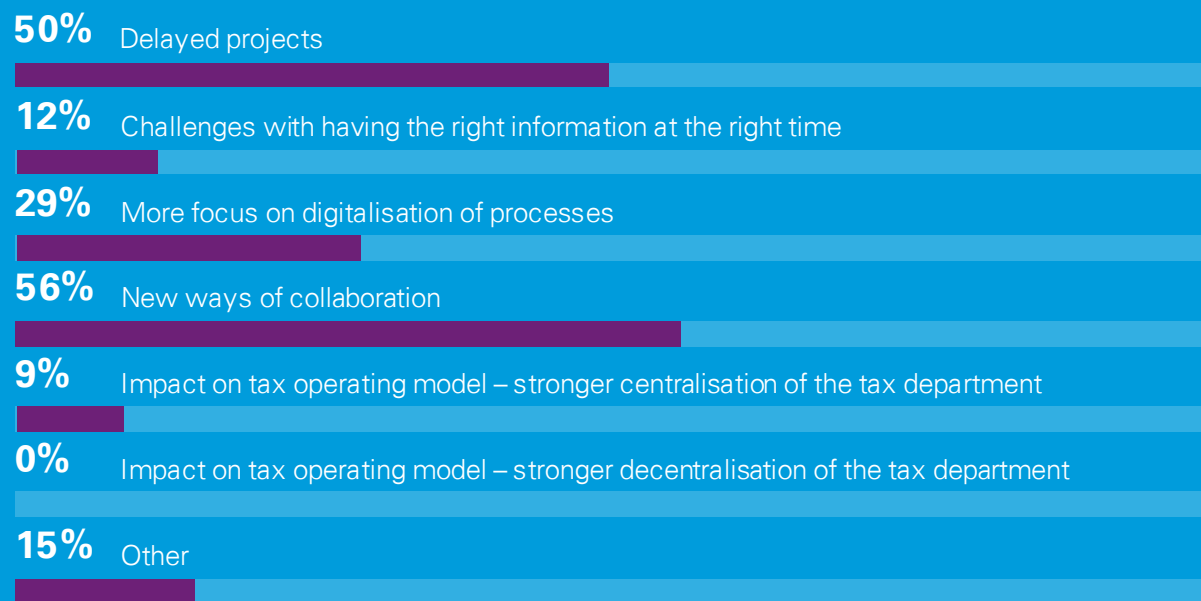 50% Delayed projects
12% Challenges with having the right information at the right time
29% More focus on digitalisation of processes
56% New ways of collaboration
9% Impact on tax operating model – stronger centralisation of the tax department
0% Impact on tax operating model – stronger decentralisation of the tax department
15% Other